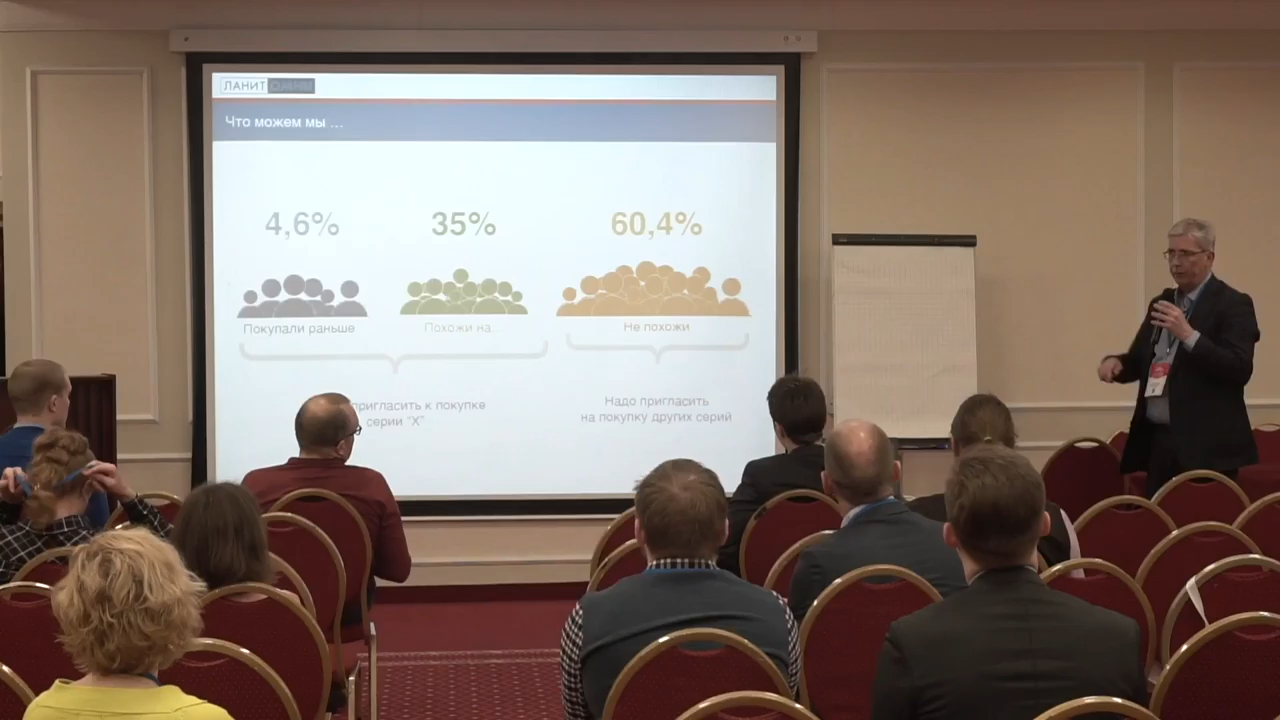 ЛАНИТ
Что можем мы ...
4,6%
35%
60,4%
Покупали раньше
Похожи на...
Не похожи
пригласить к покупке
серии "X"
Надо пригласить
на покупку других серий